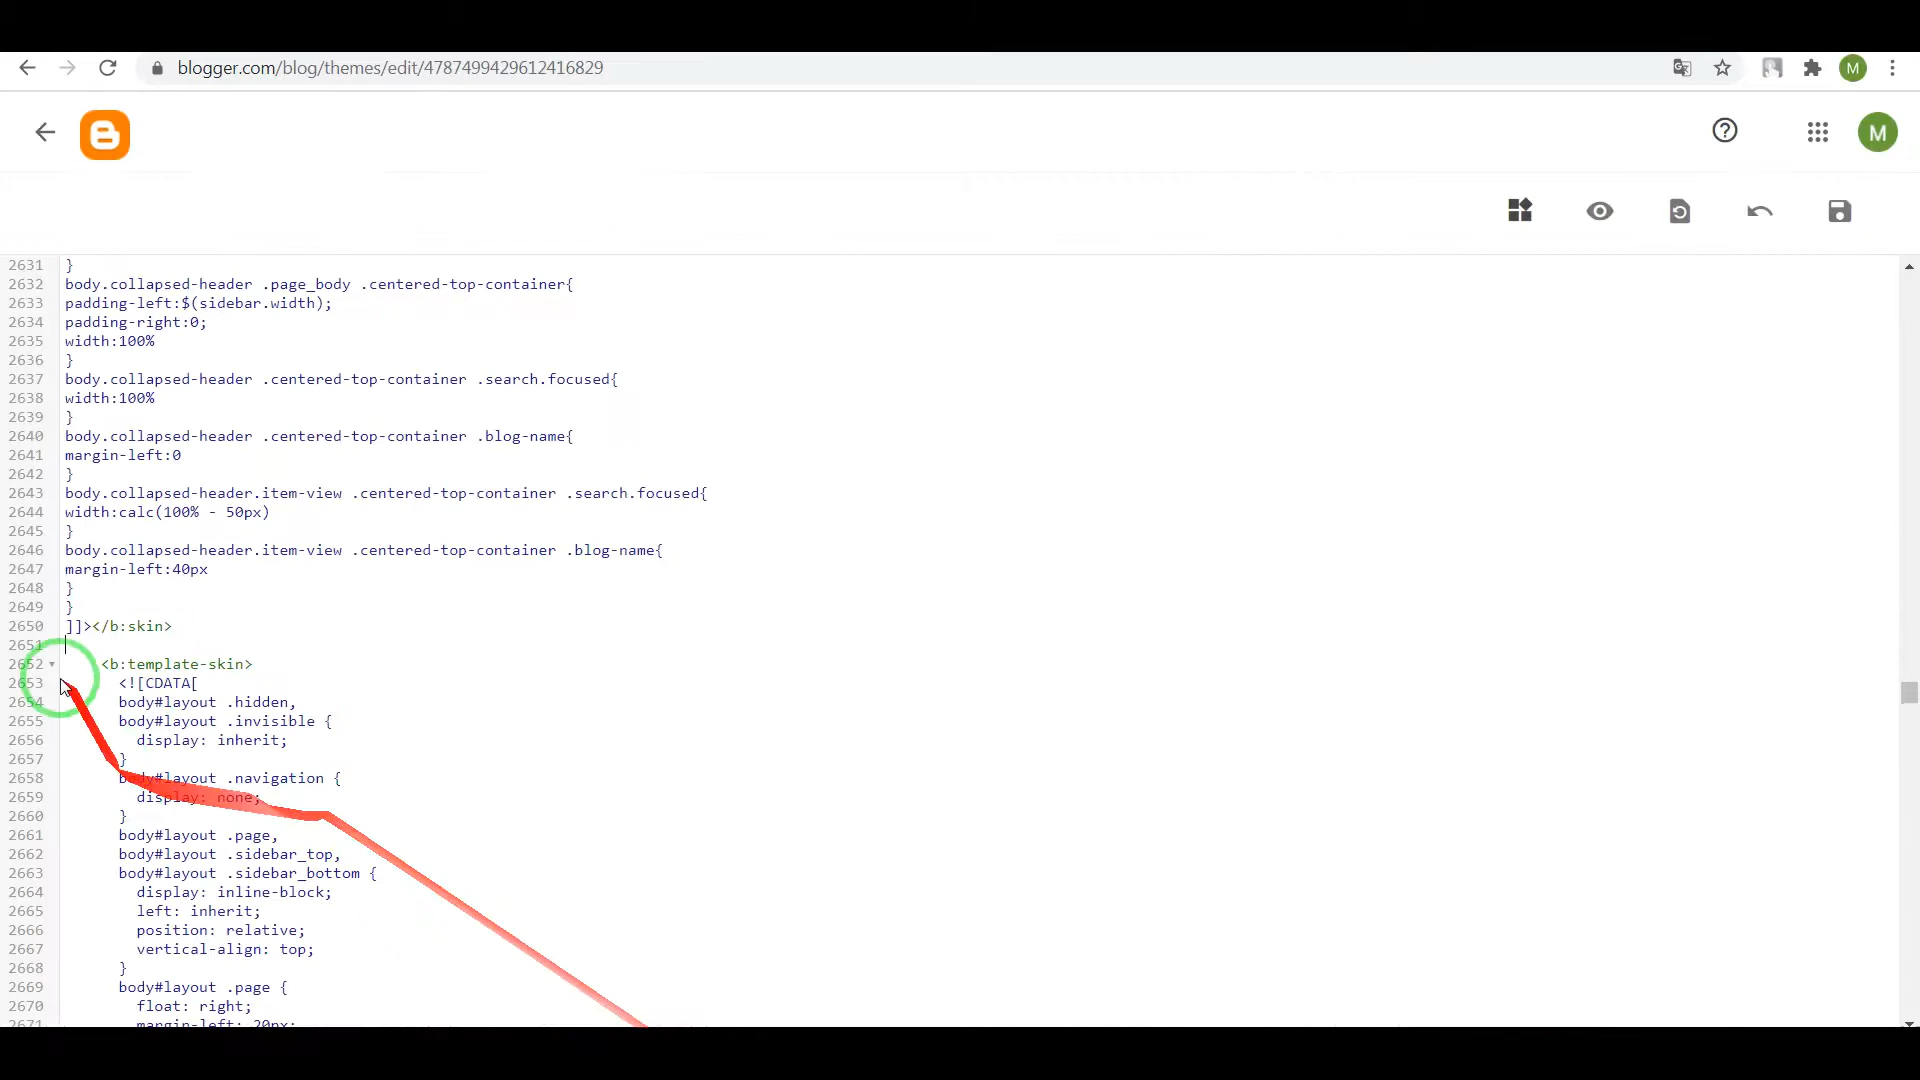 blogger.com/blog/themes/edit/4787499429612416829
M
M
2631 }
2632 body.collapsed-header .page_body .centered-top-container{
2633 padding-left:$(sidebar.width);
2634 padding-right:0;
2635 width:100%
2636 }
2637 body.collapsed-header .centered-top-container .search.focused{
2638 width:100%
2639 }
2640 body.collapsed-header .centered-top-container .blog-name{
2641 margin-left:0
2642 }
2643 body.collapsed-header.item-view .centered-top-container .search.focused{
2644 width:calc(100% - 50px)
2645 }
2646 body.collapsed-header.item-view .centered-top-container .blog-name{
2647 margin-left:40px
2648 }
2649 }
2650 ]]></b:skin>
2651
2652 <b:template-skin>
2653 <![CDATA[
2654 body#layout .hidden,
2655 body#layout .invisible {
2656 display: inherit;
2657 }
2658 body#layout .navigation {
2659 display: none;
2660 }
2661 body#layout .page,
2662 body#layout .sidebar_top,
2663 body#layout .sidebar_bottom {
2664 display: inline-block;
2665 left: inherit;
2666 position: relative;
2667 vertical-align: top;
2668 }
2669 body#layout .page {
2670 float: right;
2671 margin-left: 20px;